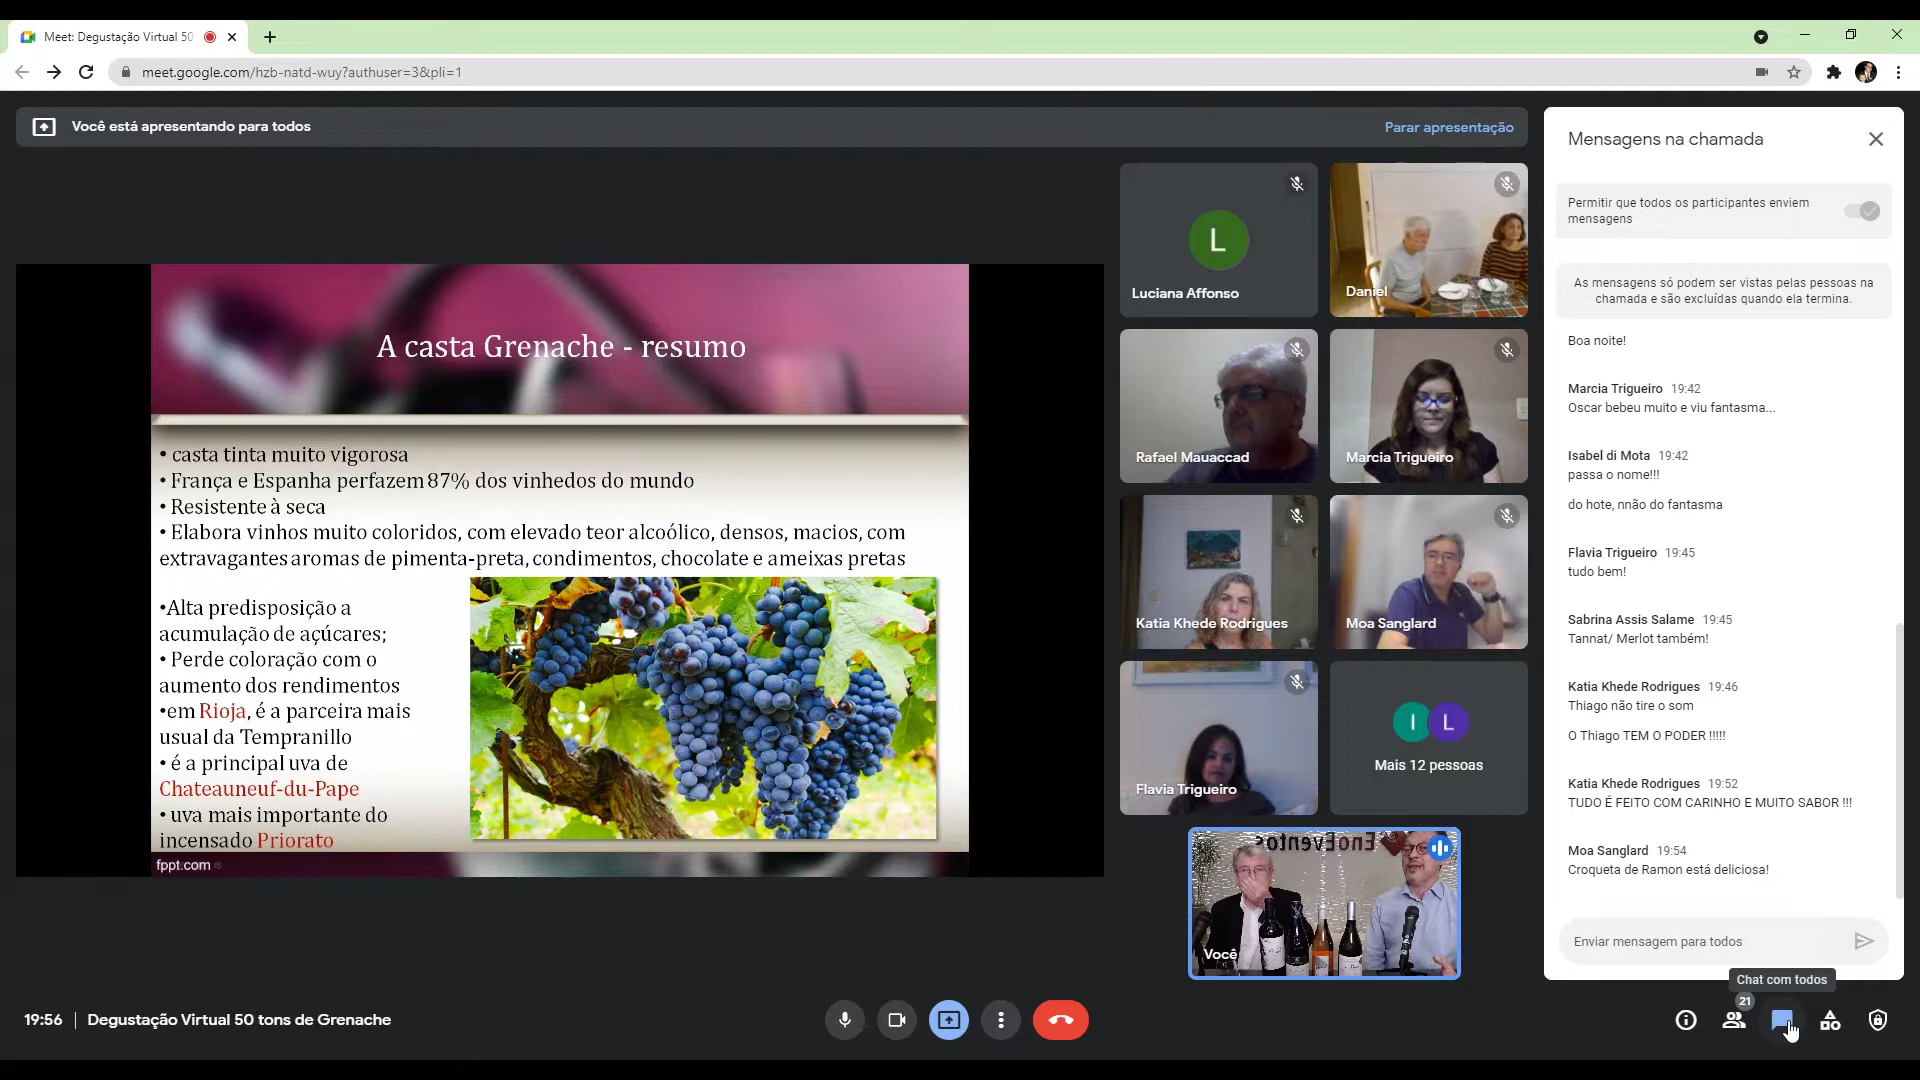 Meet: Degustação Virtual 50
meet.google.com/hzb-natd-wuy?authuser=3&pli=1
Você está apresentando para todos
Parar apresentação
A casta Grenache - resumo
• casta tinta muito vigorosa
• França e Espanha perfazem 87% dos vinhedos do mundo
• Resistente à seca
• Elabora vinhos muito coloridos, com elevado teor alcoólico, densos, macios, com
extravagantes aromas de pimenta-preta, condimentos, chocolate e ameixas pretas
•Alta predisposição a
acumulação de açúcares;
• Perde coloração com o
aumento dos rendimentos
•em Rioja, é a parceira mais
usual da Tempranillo
• é a principal uva de
Chateauneuf-du-Pape
• uva mais importante do
incensado Priorato
fppt.com
L
Luciana Affonso
Daniel
Rafael Mauaccad
Marcia Trigueiro
Katia Khede Rodrigues
Moa Sanglard
Flavia Trigueiro
I L
Mais 12 pessoas
EnoEventos
Você
Mensagens na chamada
Permitir que todos os participantes enviem
mensagens
As mensagens só podem ser vistas pelas pessoas na
chamada e são excluídas quando ela termina.
Boa noite!
Marcia Trigueiro 19:42
Oscar bebeu muito e viu fantasma...
Isabel di Mota 19:42
passa o nome!!!
do hote, nnão do fantasma
Flavia Trigueiro 19:45
tudo bem!
Sabrina Assis Salame 19:45
Tannat/ Merlot também!
Katia Khede Rodrigues 19:46
Thiago não tire o som
O Thiago TEM O PODER !!!!!
Katia Khede Rodrigues 19:52
TUDO É FEITO COM CARINHO E MUITO SABOR !!!
Moa Sanglard 19:54
Croqueta de Ramon está deliciosa!
Enviar mensagem para todos
Chat com todos
21
19:56 | Degustação Virtual 50 tons de Grenache